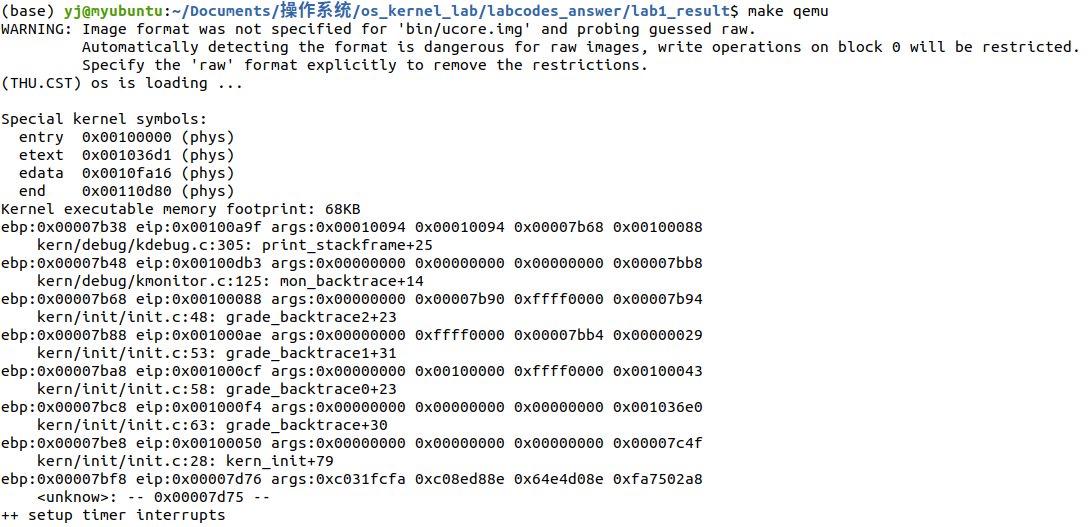 (base) yj@myubuntu:~/Documents/操作系统/os_kernel_lab/labcodes_answer/lab1_result$ make qemu
WARNING: Image format was not specified for 'bin/ucore.img' and probing guessed raw.
         Automatically detecting the format is dangerous for raw images, write operations on block 0 will be restricted.
         Specify the 'raw' format explicitly to remove the restrictions.
(THU.CST) os is loading ...

Special kernel symbols:
  entry  0x00100000 (phys)
  etext  0x001036d1 (phys)
  edata  0x0010fa16 (phys)
  end    0x00110d80 (phys)
Kernel executable memory footprint: 68KB
ebp:0x00007b38 eip:0x00100a9f args:0x00010094 0x00010094 0x00007b68 0x00100088
    kern/debug/kdebug.c:305: print_stackframe+25
ebp:0x00007b48 eip:0x00100db3 args:0x00000000 0x00000000 0x00000000 0x00007bb8
    kern/debug/kmonitor.c:125: mon_backtrace+14
ebp:0x00007b68 eip:0x00100088 args:0x00000000 0x00007b90 0xffff0000 0x00007b94
    kern/init/init.c:48: grade_backtrace2+23
ebp:0x00007b88 eip:0x001000ae args:0x00000000 0xffff0000 0x00007bb4 0x00000029
    kern/init/init.c:53: grade_backtrace1+31
ebp:0x00007ba8 eip:0x001000cf args:0x00000000 0x00100000 0xffff0000 0x00100043
    kern/init/init.c:58: grade_backtrace0+23
ebp:0x00007bc8 eip:0x001000f4 args:0x00000000 0x00000000 0x00000000 0x001036e0
    kern/init/init.c:63: grade_backtrace+30
ebp:0x00007be8 eip:0x00100050 args:0x00000000 0x00000000 0x00000000 0x00007c4f
    kern/init/init.c:28: kern_init+79
ebp:0x00007bf8 eip:0x00007d76 args:0xc031fcfa 0xc08ed88e 0x64e4d08e 0xfa7502a8
    <unknow>: -- 0x00007d75 --
++ setup timer interrupts